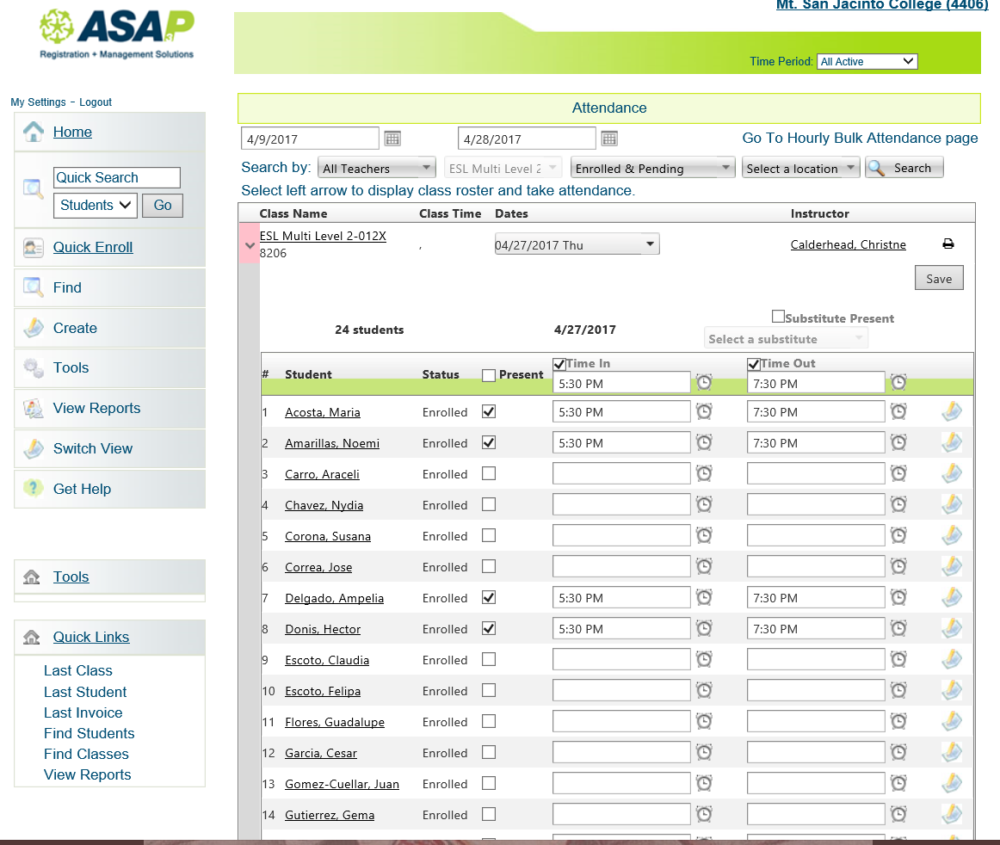 Mt. San Jacinto College (4406)
ASAP3
Registration + Management Solutions
Time Period: All Active
My Settings - Logout
Home
Quick Search
Students Go
Quick Enroll
Find
Create
Tools
View Reports
Switch View
Get Help
Tools
Quick Links
Last Class
Last Student
Last Invoice
Find Students
Find Classes
View Reports
Attendance
4/9/2017 4/28/2017 Go To Hourly Bulk Attendance page
Search by: All Teachers ESL Multi Level 2 Enrolled & Pending Select a location Search
Select left arrow to display class roster and take attendance.
Class Name Class Time Dates Instructor
ESL Multi Level 2-012X , 04/27/2017 Thu Calderhead, Christne
8206
Save
24 students 4/27/2017 Substitute Present
Select a substitute
# Student Status Present Time In Time Out
5:30 PM 7:30 PM
1 Acosta, Maria Enrolled 5:30 PM 7:30 PM
2 Amarillas, Noemi Enrolled 5:30 PM 7:30 PM
3 Carro, Araceli Enrolled
4 Chavez, Nydia Enrolled
5 Corona, Susana Enrolled
6 Correa, Jose Enrolled
7 Delgado, Ampelia Enrolled 5:30 PM 7:30 PM
8 Donis, Hector Enrolled 5:30 PM 7:30 PM
9 Escoto, Claudia Enrolled
10 Escoto, Felipa Enrolled
11 Flores, Guadalupe Enrolled
12 Garcia, Cesar Enrolled
13 Gomez-Cuellar, Juan Enrolled
14 Gutierrez, Gema Enrolled